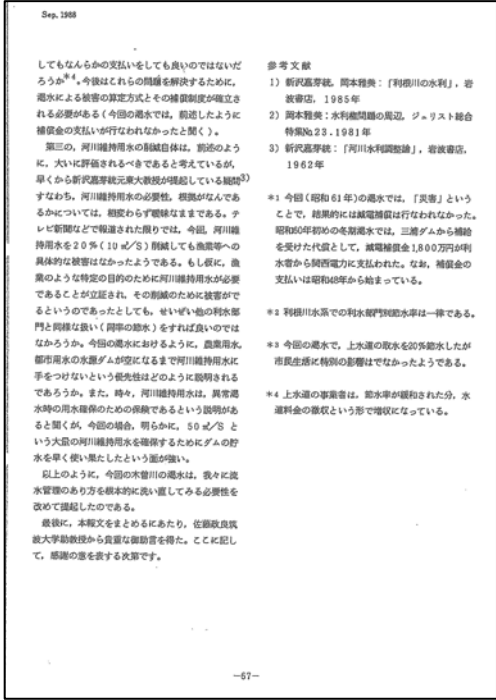 Sep, 1988
してもなんらかの支払いをしても良いのではないだ
ろうか*4。今後はこれらの問題を解決するために、
渇水による被害の算定方式とその補償制度が確立さ
れる必要がある（今回の渇水では、前述したように
補償金の支払いが行なわれなかったと聞く）。
第三の、河川維持用水の削減自体は、前述のよう
に、大いに評価されるべきであると考えているが、
早くから新沢嘉芽統元東大教授が提起している疑問3)
すなわち、河川維持用水の必要性、根拠がなんであ
るかについては、相変わらず曖昧なままである。テ
レビ新聞などで報道された限りでは、今回、河川維
持用水を20％（10㎥／S）削減しても漁業等への
具体的な被害はなかったようである。もし仮に、漁
業のような特定の目的のために河川維持用水が必要
であることが立証され、その削減のために被害がで
るというのであったとしても、せいぜい他の利水部
門と同様な扱い（同率の節水）をすれば良いのでは
なかろうか。今回の渇水におけるように、農業用水、
都市用水の水源ダムが空になるまで河川維持用水に
手をつけないという優先性はどのように説明される
であろうか。また、時々、河川維持用水は、異常渇
水時の用水確保のための保険であるという説明があ
ると聞くが、今回の場合、明らかに、50㎥／S と
いう大量の河川維持用水を確保するためにダムの貯
水を早く使い果たしたという面が強い。
以上のように、今回の木曽川の渇水は、我々に流
水管理のあり方を根本的に洗い直してみる必要性を
改めて提起したのである。
最後に、本報文をまとめるにあたり、佐藤政良筑
波大学助教授から貴重な御助言を得た。ここに記し
て、感謝の意を表する次第です。
参考文献
1) 新沢嘉芽統、岡本雅美：「利根川の水利」、岩
波書店、1985年
2) 岡本雅美：水利権問題の周辺、ジュリスト総合
特集No.23.1981年
3) 新沢嘉芽統：「河川水利調整論」、岩波書店、
1962年
*1 今回（昭和61年）の渇水では、「災害」という
ことで、結果的には減電補償は行なわれなかった。
昭和60年初めの冬期渇水では、三浦ダムから補給
を受けた代償として、減電補償金1,800万円が利
水者から関西電力に支払われた。なお、補償金の
支払いは昭和48年から始まっている。
*2 利根川水系での利水部門別節水率は一律である。
*3 今回の渇水で、上水道の取水を20％節水したが
市民生活に特別の影響はでなかったようである。
*4 上水道の事業者は、節水率が緩和された分、水
道料金の徴収という形で増収になっている。
－67－